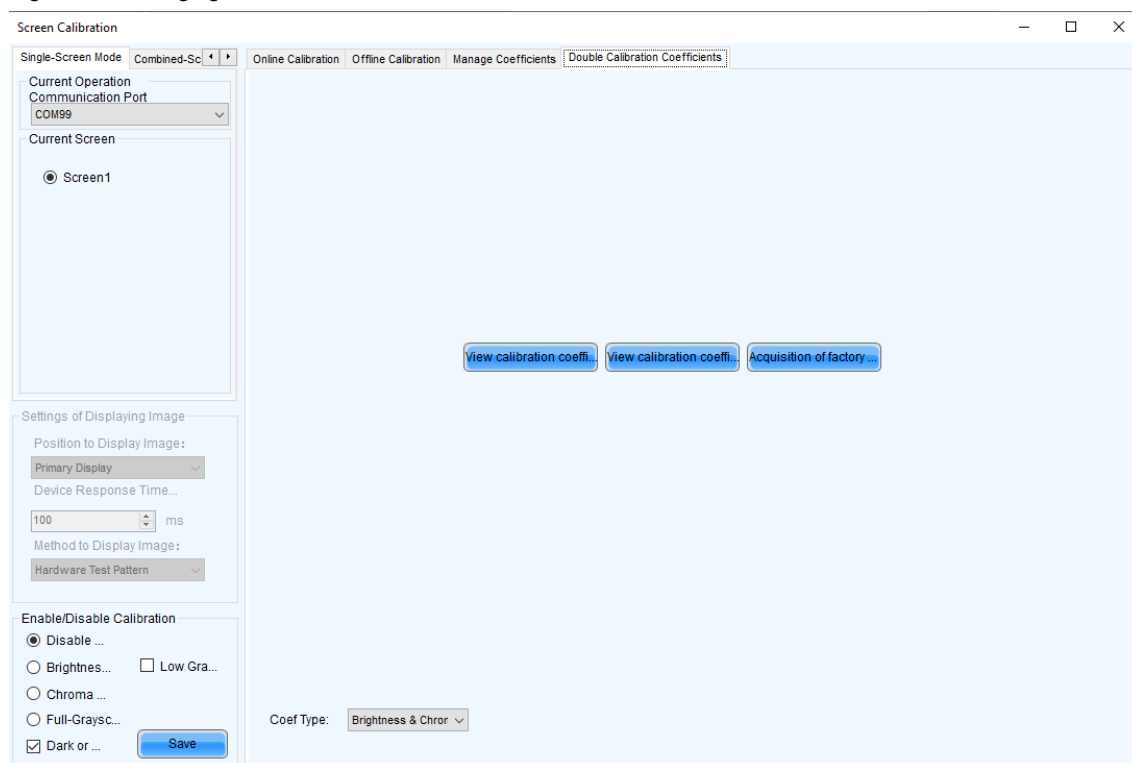 Screen Calibration
Single-Screen Mode
Combined-Sc
Online Calibration
Offline Calibration
Manage Coefficients
Double Calibration Coefficients
Current Operation
Communication Port
COM99
Current Screen
Screen1
View calibration coeffi...
View calibration coeffi...
Acquisition of factory ...
Settings of Displaying Image
Position to Display Image:
Primary Display
Device Response Time...
100
ms
Method to Display Image:
Hardware Test Pattern
Enable/Disable Calibration
Disable ...
Brightnes...
Low Gra...
Chroma ...
Full-Graysc...
Dark or ...
Save
Coef Type:
Brightness & Chror